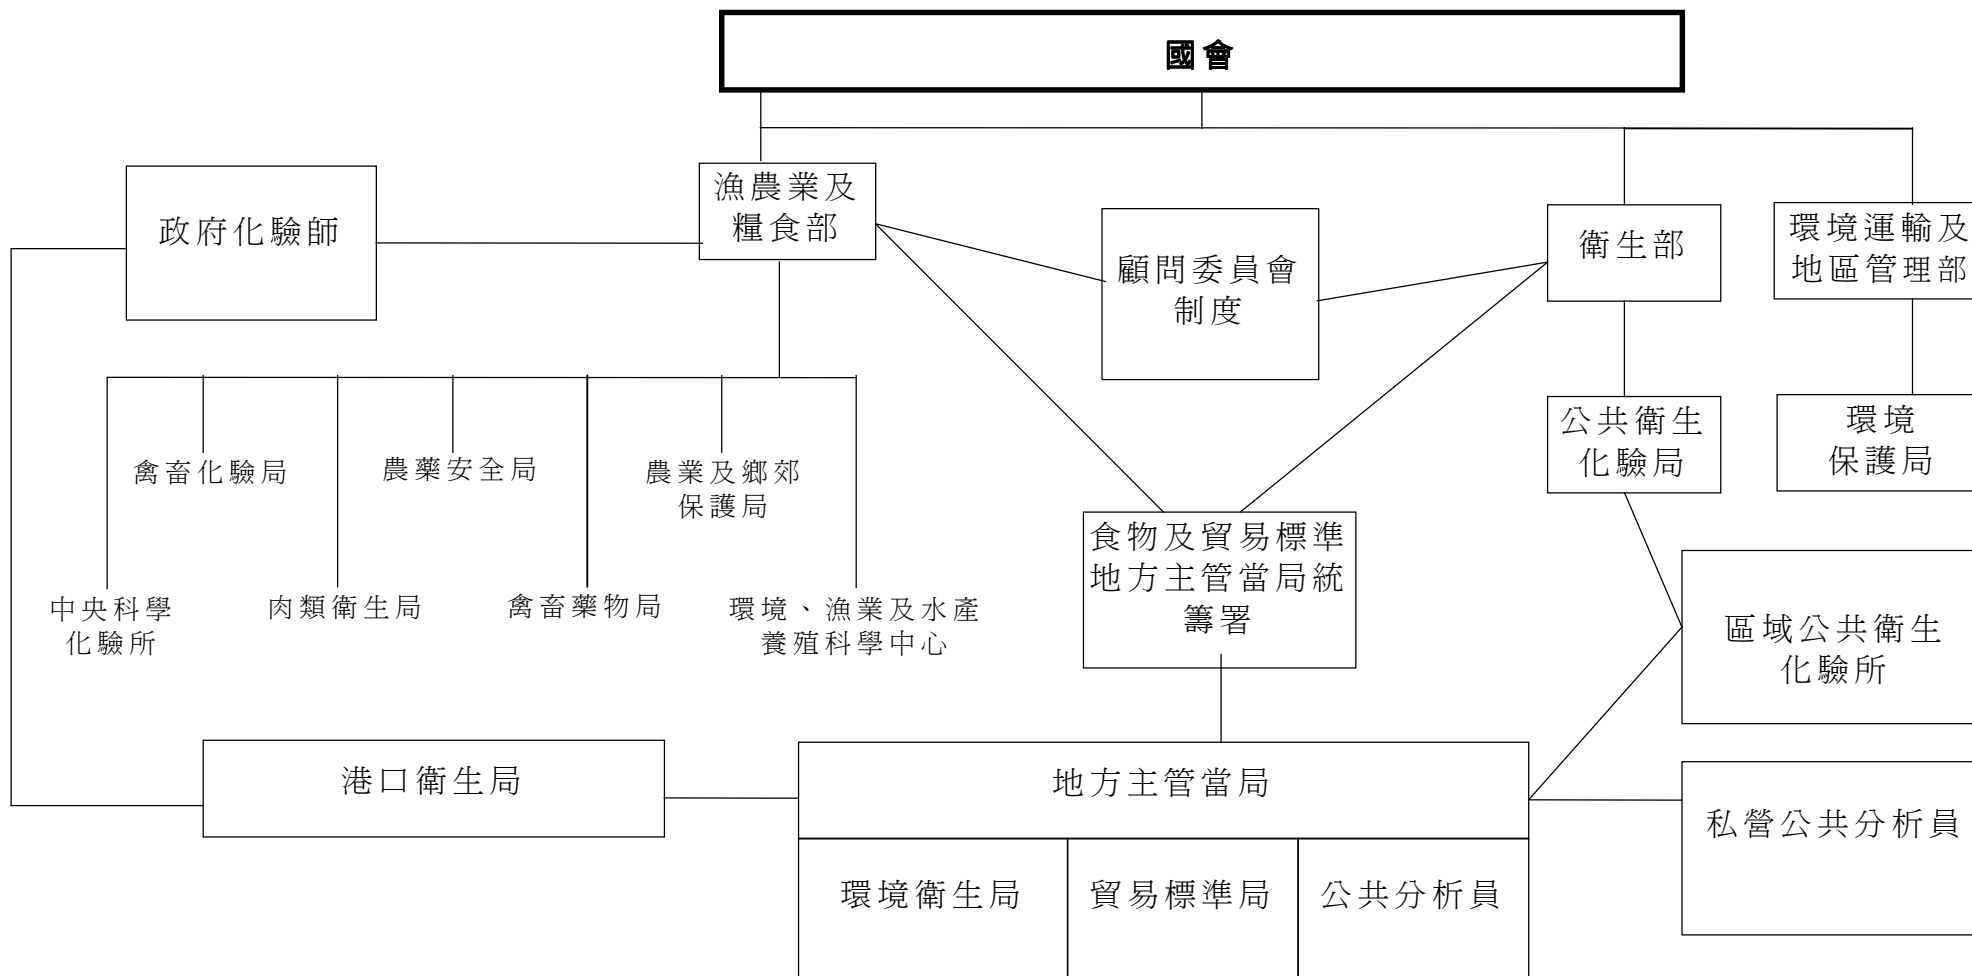 國會
漁農業及
糧食部
政府化驗師
顧問委員會
制度
衛生部
環境運輸及
地區管理部
公共衛生
化驗局
環境
保護局
禽畜化驗局
農藥安全局
農業及鄉郊
保護局
中央科學
化驗所
肉類衛生局
禽畜藥物局
環境、漁業及水產
養殖科學中心
食物及貿易標準
地方主管當局統
籌署
區域公共衛生
化驗所
港口衛生局
地方主管當局
私營公共分析員
環境衛生局
貿易標準局
公共分析員